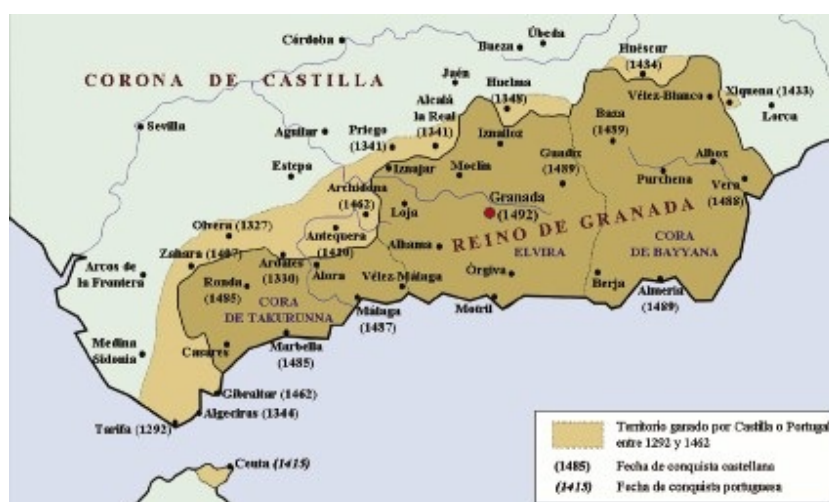 Córdoba
Baeza
Úbeda
Huéscar
(1434)
CORONA DE CASTILLA
Jaén
Huelma
(1348)
Vélez-Blanco
Xiquena (1433)
Lorca
Alcalá
la Real
(1341)
Baza
(1489)
Sevilla
Aguilar
Priego
(1341)
Iznalloz
Estepa
Iznajar
Moclin
Guadix
(1489)
Albox
Purchena
Vera
(1488)
Archidona
(1462)
Loja
Granada
(1492)
REINO DE GRANADA
Olvera (1327)
Antequera
(1410)
Alhama
ELVIRA
CORA
DE BAYYANA
Zahara (1407)
Ardales
(1330)
Álora
Vélez-Málaga
Órgiva
Arcos de
la Frontera
Ronda
(1485)
CORA
DE TAKURUNNA
Málaga
(1487)
Motril
Berja
Almería
(1489)
Medina
Sidonia
Casares
Marbella
(1485)
Gibraltar (1462)
Algeciras (1344)
Tarifa (1292)
Ceuta (1415)
Territorio ganado por Castilla o Portugal
entre 1292 y 1462
(1485) Fecha de conquista castellana
(1415) Fecha de conquista portuguesa